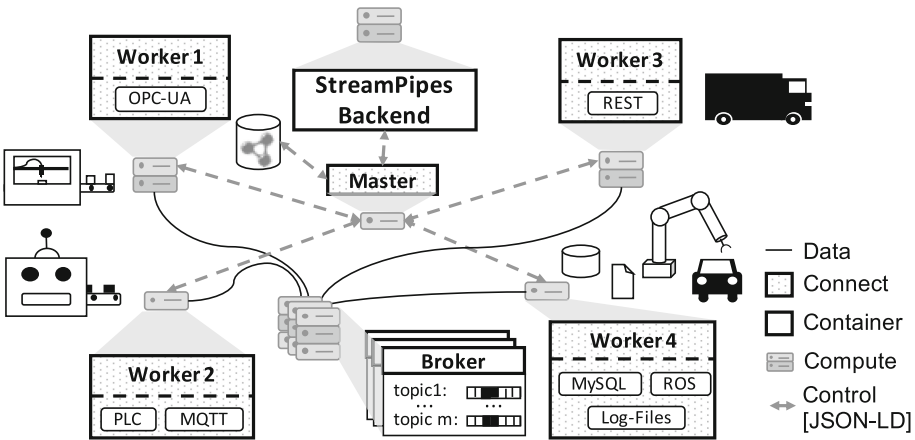 Worker 1
OPC-UA
StreamPipes
Backend
Master
Worker 3
REST
Worker 2
PLC
MQTT
Broker
topic1:
...
...
topic m:
Worker 4
MySQL
ROS
Log-Files
Data
Connect
Container
Compute
Control
[JSON-LD]